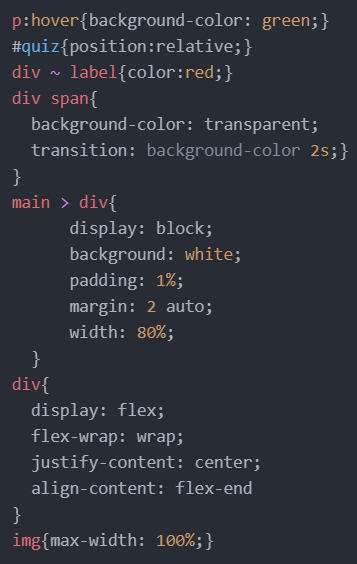 p:hover{background-color: green;}
#quiz{position:relative;}
div ~ label{color:red;}
div span{
  background-color: transparent;
  transition: background-color 2s;}
}
main > div{
      display: block;
      background: white;
      padding: 1%;
      margin: 2 auto;
      width: 80%;
  }
div{
  display: flex;
  flex-wrap: wrap;
  justify-content: center;
  align-content: flex-end
}
img{max-width: 100%;}